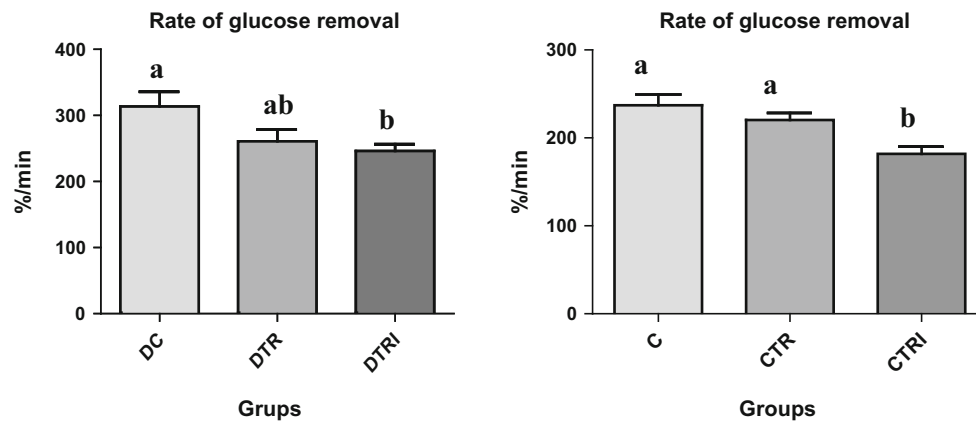 Rate of glucose removal
400
300
200
100
0
%/min
a
ab
b
DC
DTR
DTRI
Grups
Rate of glucose removal
300
200
100
0
%/min
a
a
b
C
CTR
CTRI
Groups